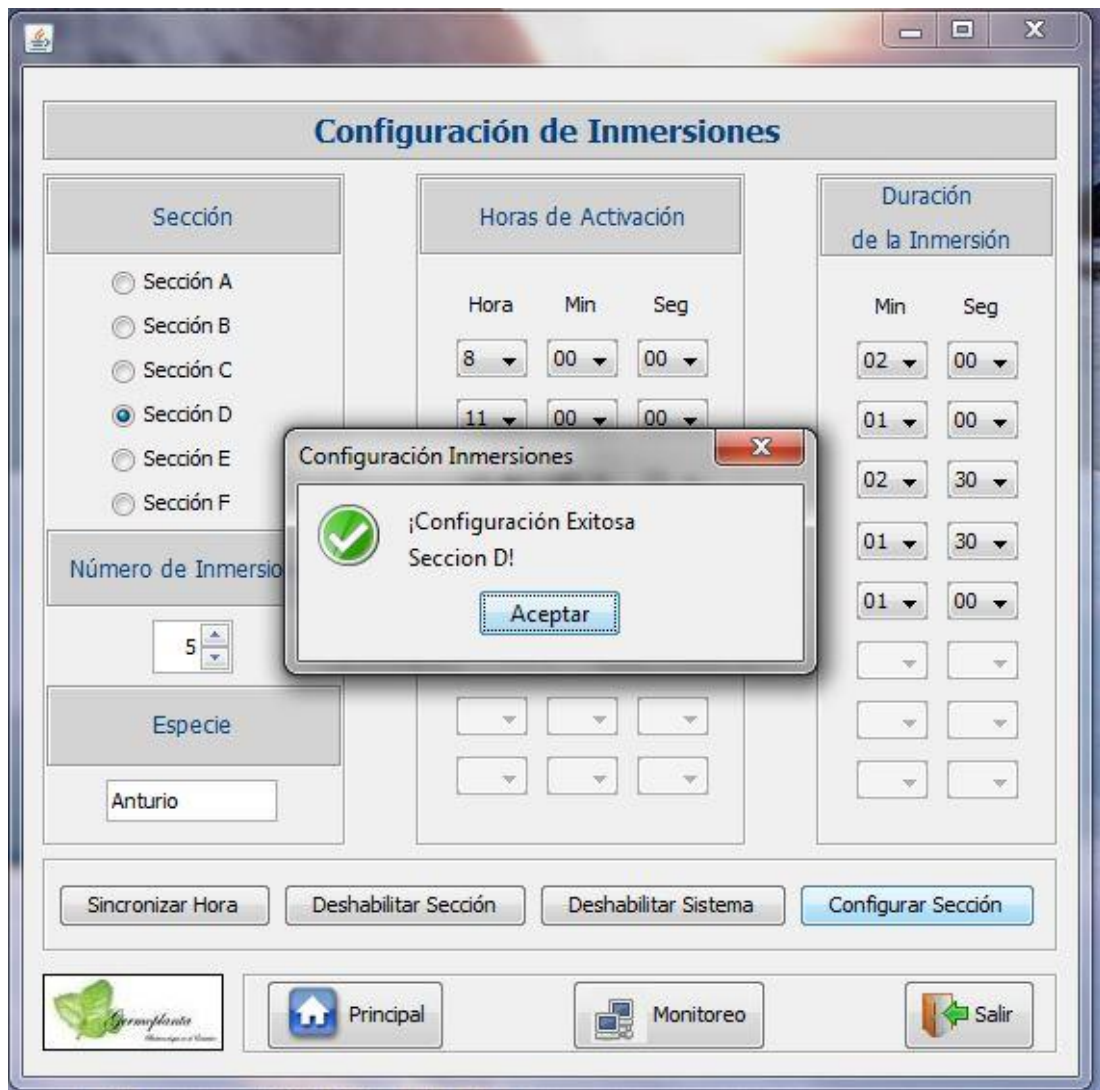 Configuración de Inmersiones
Sección
Sección A
Sección B
Sección C
Sección D
Sección E
Sección F
Número de Inmersio
5
Especie
Anturio
Horas de Activación
Hora Min Seg
8 00 00
11 00 00
Duración
de la Inmersión
Min Seg
02 00
01 00
02 30
01 30
01 00
Configuración Inmersiones
¡Configuración Exitosa
Seccion D!
Aceptar
Sincronizar Hora Deshabilitar Sección Deshabilitar Sistema Configurar Sección
Germoplanta
Principal Monitoreo Salir